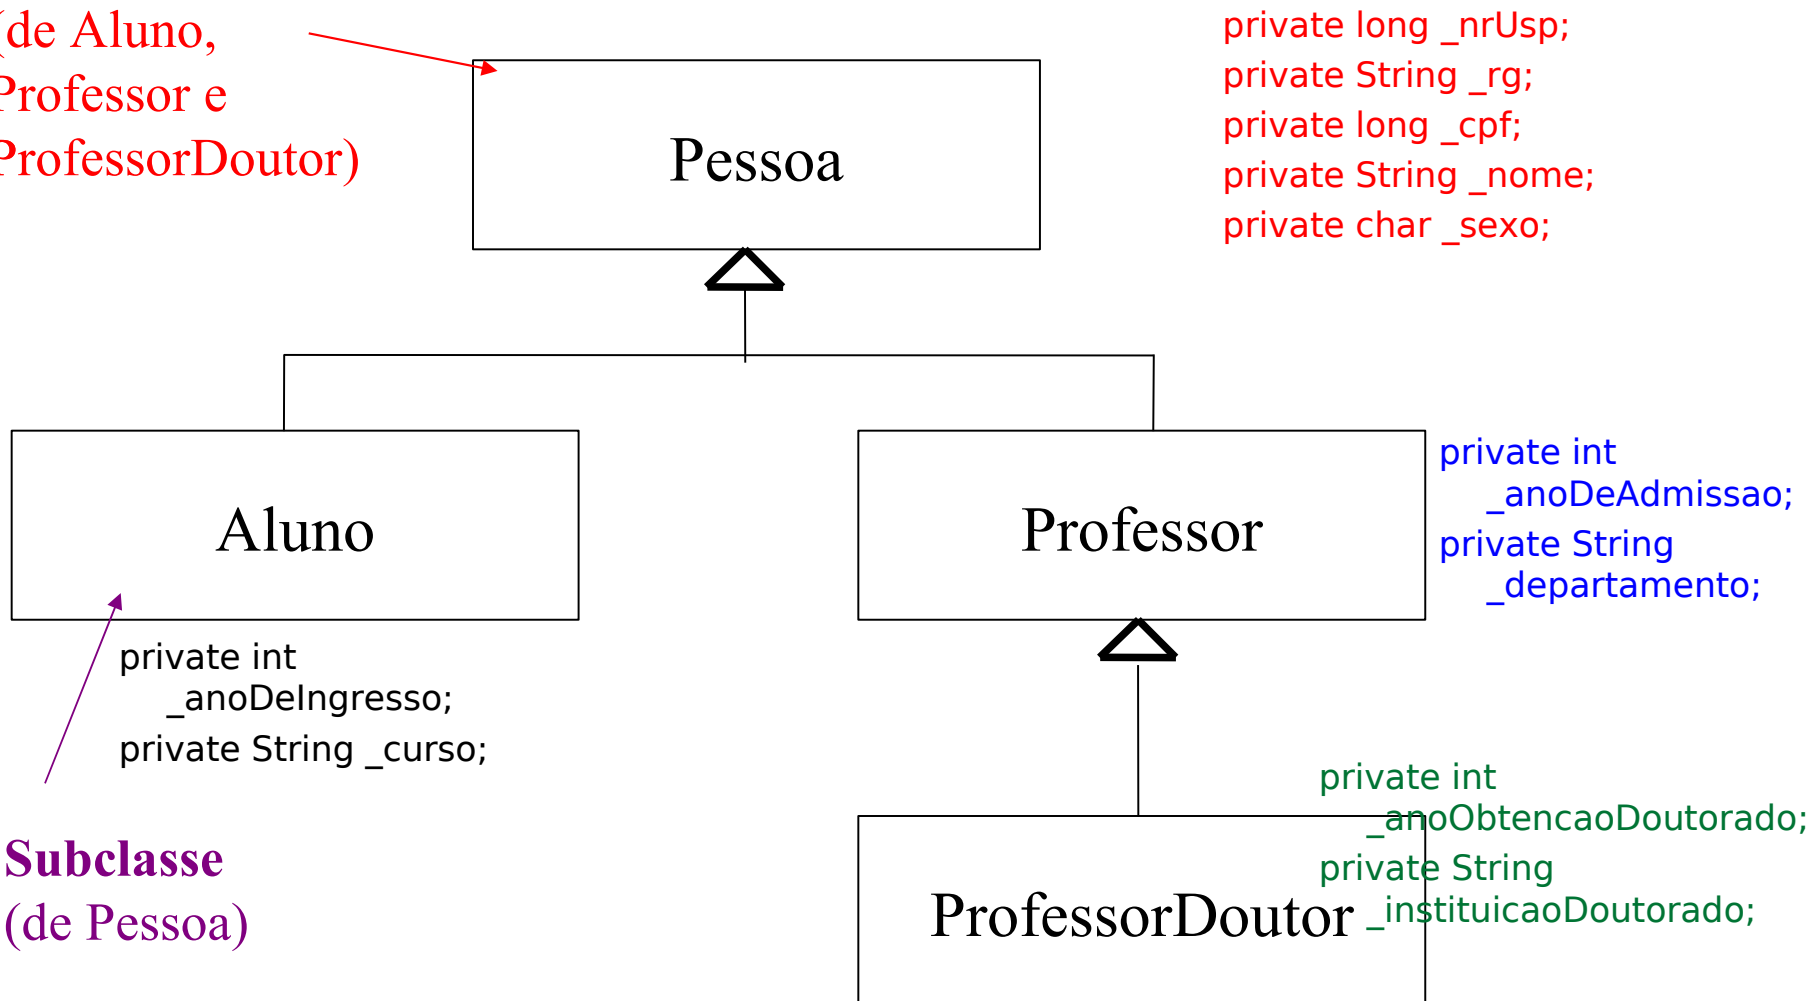 (de Aluno,
Professor e
ProfessorDoutor)
Pessoa
private long _nrUsp;
private String _rg;
private long _cpf;
private String _nome;
private char _sexo;
Aluno
private int
_anoDeIngresso;
private String _curso;
Professor
private int
_anoDeAdmissao;
private String
_departamento;
Subclasse
(de Pessoa)
ProfessorDoutor
private int
_anoObtencaoDoutorado;
private String
_instituicaoDoutorado;